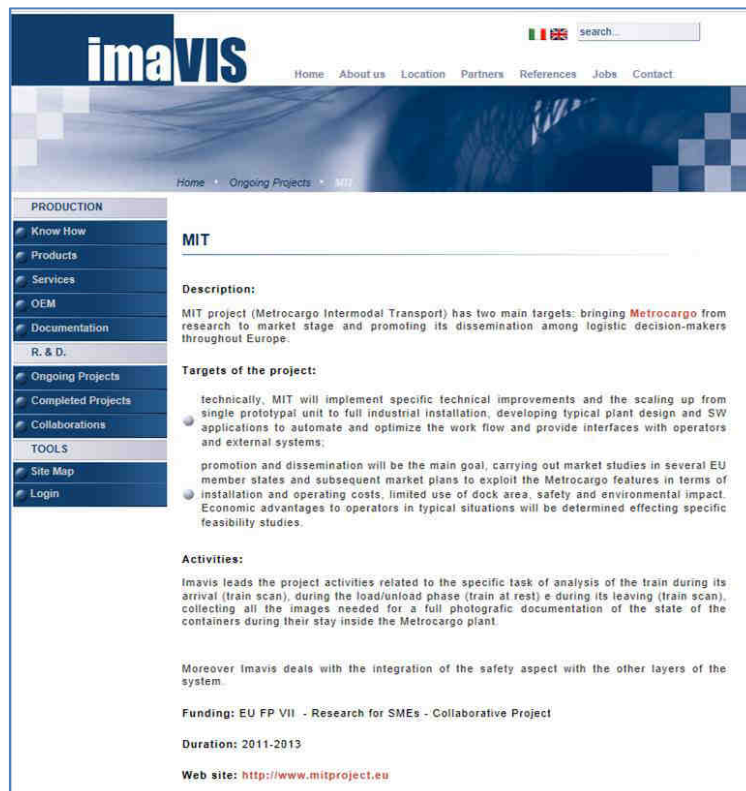 imaVIS
search...
Home About us Location Partners References Jobs Contact
Home • Ongoing Projects • MIT
PRODUCTION
Know How
Products
Services
OEM
Documentation
R. & D.
Ongoing Projects
Completed Projects
Collaborations
TOOLS
Site Map
Login
MIT
Description:
MIT project (Metrocargo Intermodal Transport) has two main targets: bringing Metrocargo from
research to market stage and promoting its dissemination among logistic decision-makers
throughout Europe.
Targets of the project:
technically, MIT will implement specific technical improvements and the scaling up from
single prototypal unit to full industrial installation, developing typical plant design and SW
applications to automate and optimize the work flow and provide interfaces with operators
and external systems;
promotion and dissemination will be the main goal, carrying out market studies in several EU
member states and subsequent market plans to exploit the Metrocargo features in terms of
installation and operating costs, limited use of dock area, safety and environmental impact.
Economic advantages to operators in typical situations will be determined effecting specific
feasibility studies.
Activities:
Imavis leads the project activities related to the specific task of analysis of the train during its
arrival (train scan), during the load/unload phase (train at rest) e during its leaving (train scan),
collecting all the images needed for a full photografic documentation of the state of the
containers during their stay inside the Metrocargo plant.
Moreover Imavis deals with the integration of the safety aspect with the other layers of the
system.
Funding: EU FP VII - Research for SMEs - Collaborative Project
Duration: 2011-2013
Web site: http://www.mitproject.eu